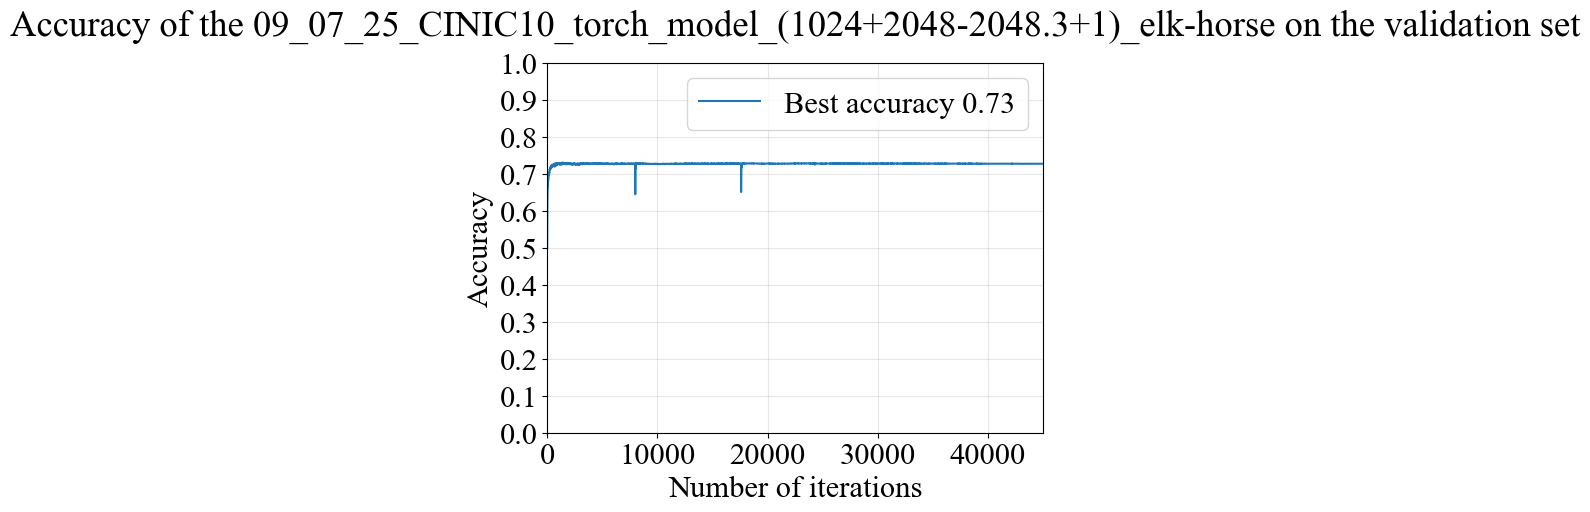 Accuracy of the 09_07_25_CINIC10_torch_model_(1024+2048-2048.3+1)_elk-horse on the validation set
Best accuracy 0.73
Accuracy
1.0
0.9
0.8
0.7
0.6
0.5
0.4
0.3
0.2
0.1
0.0
0 10000 20000 30000 40000
Number of iterations